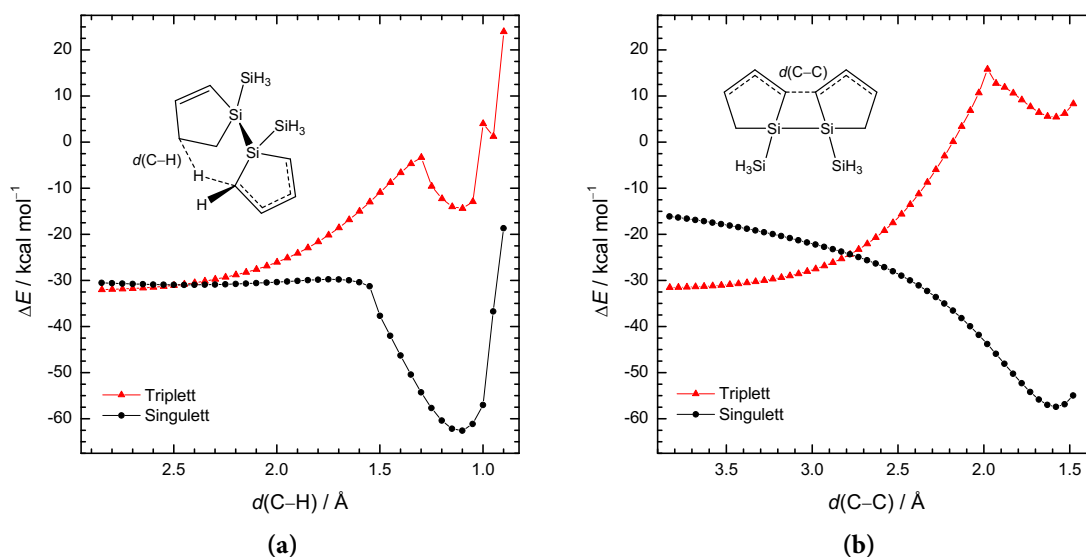 20
10
0
-10
-20
-30
-40
-50
-60
ΔE / kcal mol⁻¹
SiH₃
Si
SiH₃
Si
d(C–H)
H
H
Triplett
Singulett
2.5 2.0 1.5 1.0
d(C–H) / Å
(a)
20
10
0
-10
-20
-30
-40
-50
-60
ΔE / kcal mol⁻¹
d(C–C)
Si Si
H₃Si SiH₃
Triplett
Singulett
3.5 3.0 2.5 2.0 1.5
d(C–C) / Å
(b)